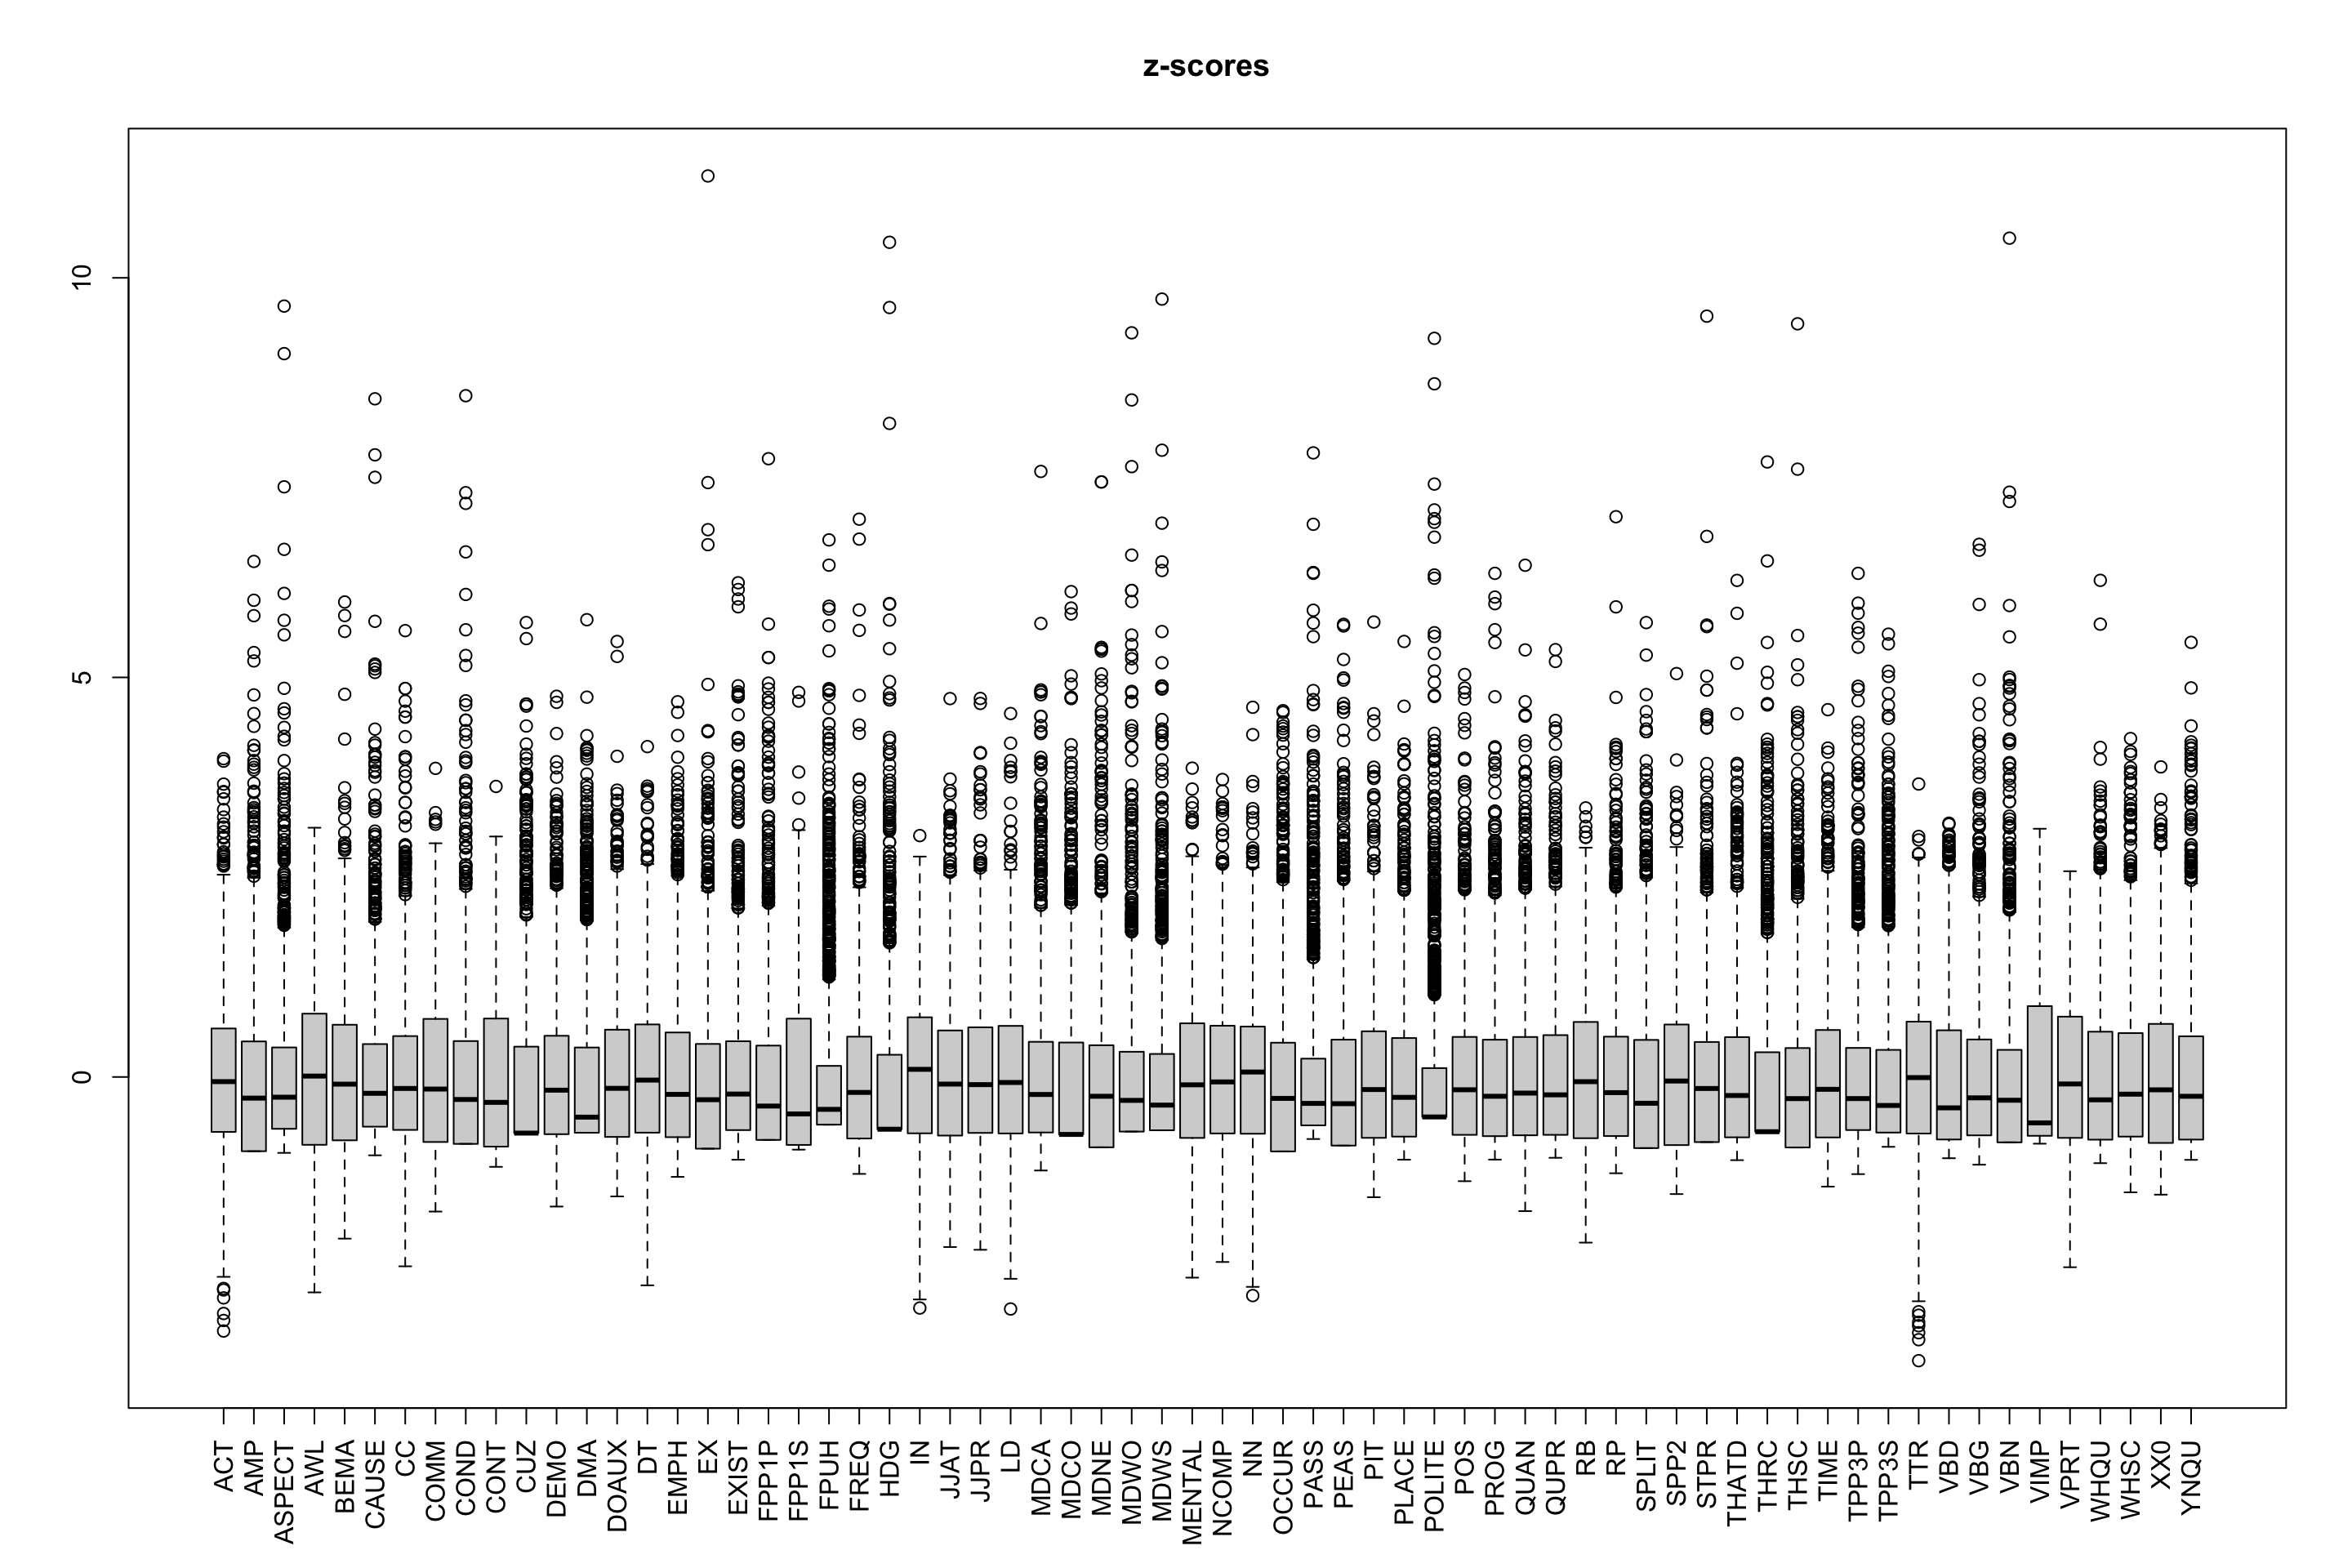 z-scores
10
5
0
ACT AMP ASPECT AWL BEMA CAUSE CC COMM COND CONT CUZ DEMO DMA DOAUX DT EMPH EX EXIST FPP1P FPP1S FPUH FREQ HDG IN JJAT JJPR LD MDCA MDCO MDNE MDWO MDWS MENTAL NCOMP NN OCCUR PASS PEAS PIT PLACE POLITE POS PROG QUAN QUPR RB RP SPLIT SPP2 STPR THATD THRC THSC TIME TPP3P TPP3S TTR VBD VBG VBN VIMP VPRT WHQU WHSC XX0 YNQU